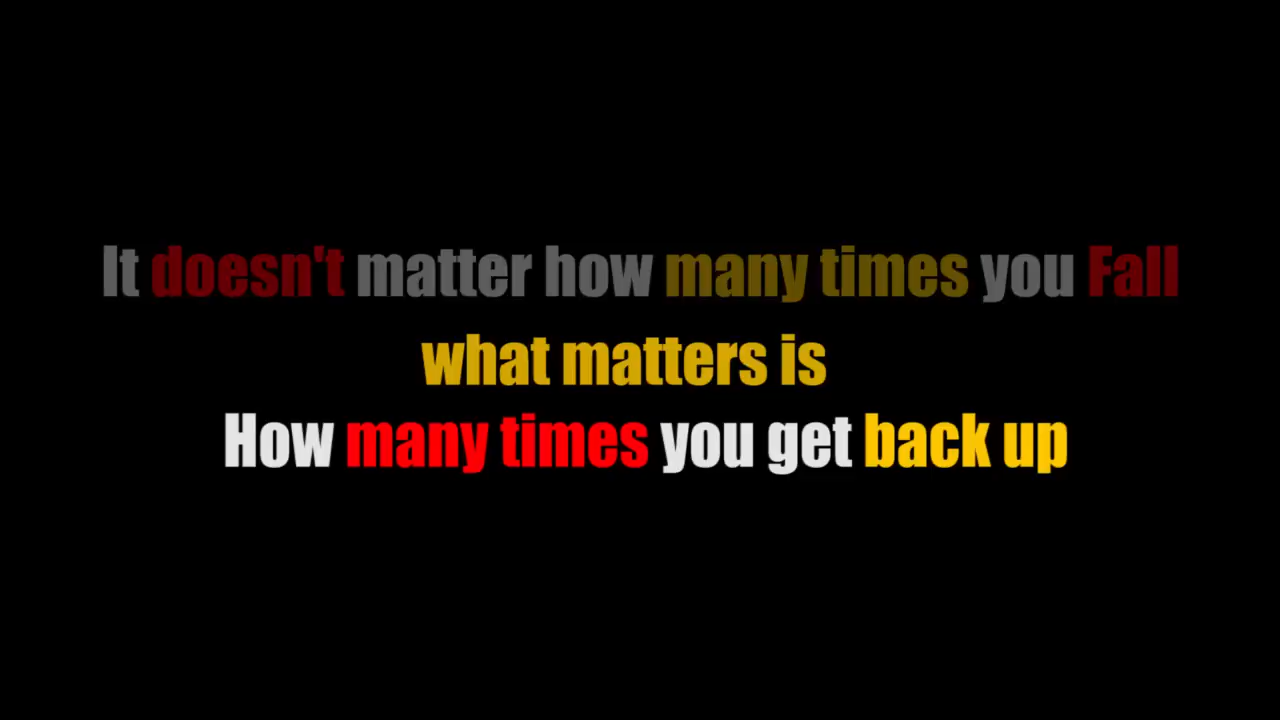 It doesn't matter how many times you Fall
what matters is
How many times you get back up